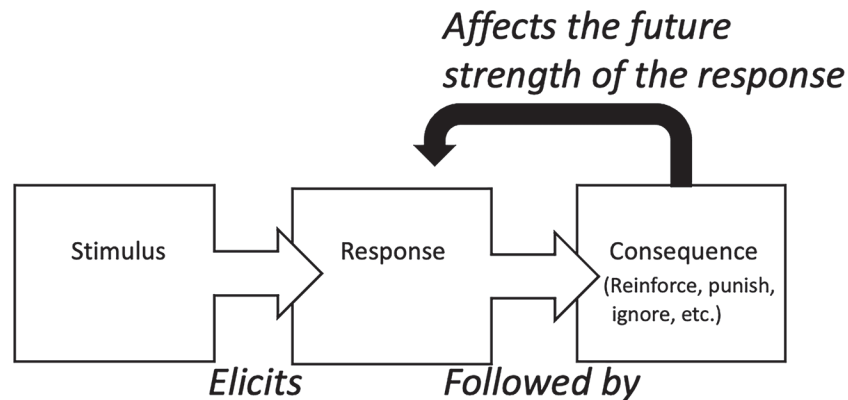 Affects the future
strength of the response
Stimulus
Response
Consequence
(Reinforce, punish,
ignore, etc.)
Elicits
Followed by